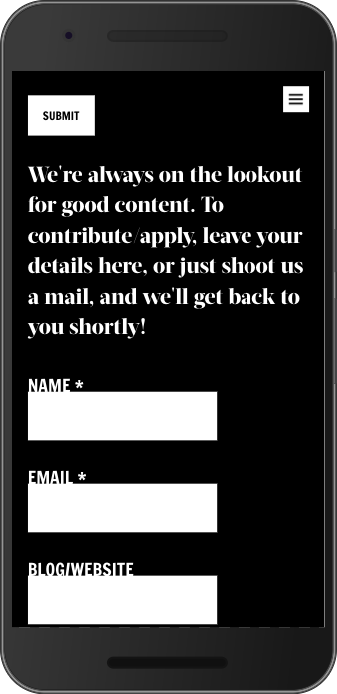 SUBMIT
We're always on the lookout
for good content. To
contribute/apply, leave your
details here, or just shoot us
a mail, and we'll get back to
you shortly!
NAME *
EMAIL *
BLOG/WEBSITE